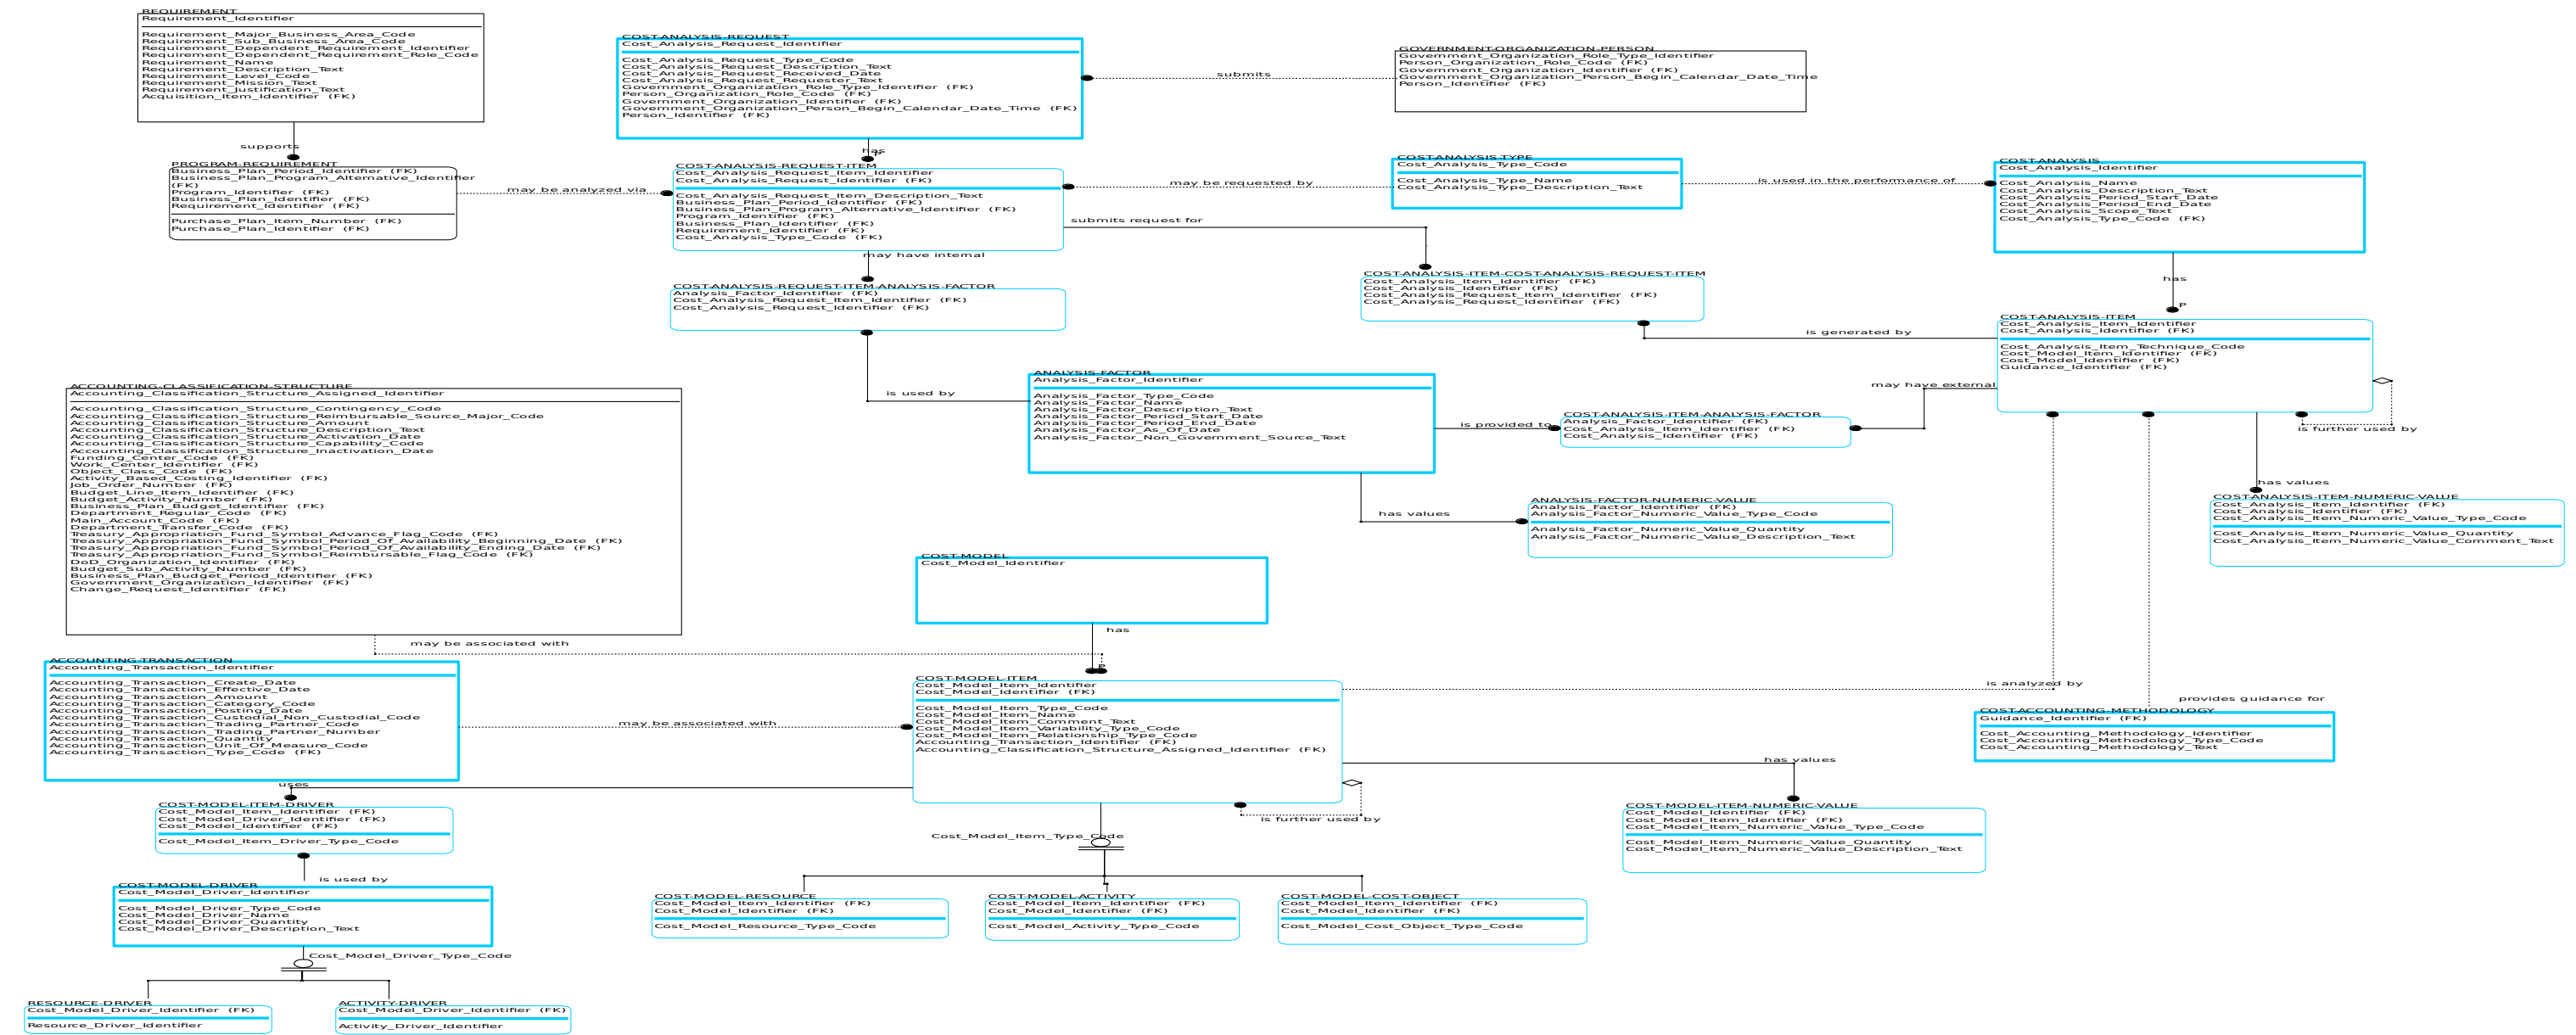 REQUIREMENT
Requirement_Identifier
Requirement_Major_Business_Area_Code
Requirement_Sub_Business_Area_Code
Requirement_Dependent_Requirement_Identifier
Requirement_Dependent_Requirement_Role_Code
Requirement_Name
Requirement_Description_Text
Requirement_Level_Code
Requirement_Mission_Text
Requirement_Justification_Text
Acquisition_Item_Identifier (FK)
supports
PROGRAM-REQUIREMENT
Business_Plan_Period_Identifier (FK)
Business_Plan_Program_Alternative_Identifier
(FK)
Program_Identifier (FK)
Business_Plan_Identifier (FK)
Requirement_Identifier (FK)
Purchase_Plan_Item_Number (FK)
Purchase_Plan_Identifier (FK)
may be analyzed via
COST-ANALYSIS-REQUEST
Cost_Analysis_Request_Identifier
Cost_Analysis_Request_Type_Code
Cost_Analysis_Request_Description_Text
Cost_Analysis_Request_Received_Date
Cost_Analysis_Request_Requester_Text
Government_Organization_Role_Type_Identifier (FK)
Person_Organization_Role_Code (FK)
Government_Organization_Identifier (FK)
Government_Organization_Person_Begin_Calendar_Date_Time (FK)
Person_Identifier (FK)
submits
GOVERNMENT-ORGANIZATION-PERSON
Government_Organization_Role_Type_Identifier
Person_Organization_Role_Code (FK)
Government_Organization_Identifier (FK)
Government_Organization_Person_Begin_Calendar_Date_Time
Person_Identifier (FK)
has
P
COST-ANALYSIS-REQUEST-ITEM
Cost_Analysis_Request_Item_Identifier
Cost_Analysis_Request_Identifier (FK)
Cost_Analysis_Request_Item_Description_Text
Business_Plan_Period_Identifier (FK)
Business_Plan_Program_Alternative_Identifier (FK)
Program_Identifier (FK)
Business_Plan_Identifier (FK)
Requirement_Identifier (FK)
Cost_Analysis_Type_Code (FK)
may be requested by
COST-ANALYSIS-TYPE
Cost_Analysis_Type_Code
Cost_Analysis_Type_Name
Cost_Analysis_Type_Description_Text
is used in the performance of
COST-ANALYSIS
Cost_Analysis_Identifier
Cost_Analysis_Name
Cost_Analysis_Description_Text
Cost_Analysis_Period_Start_Date
Cost_Analysis_Period_End_Date
Cost_Analysis_Scope_Text
Cost_Analysis_Type_Code (FK)
submits request for
may have internal
COST-ANALYSIS-REQUEST-ITEM-ANALYSIS-FACTOR
Analysis_Factor_Identifier (FK)
Cost_Analysis_Request_Item_Identifier (FK)
Cost_Analysis_Request_Identifier (FK)
COST-ANALYSIS-ITEM-COST-ANALYSIS-REQUEST-ITEM
Cost_Analysis_Item_Identifier (FK)
Cost_Analysis_Identifier (FK)
Cost_Analysis_Request_Item_Identifier (FK)
Cost_Analysis_Request_Identifier (FK)
has
P
is generated by
COST-ANALYSIS-ITEM
Cost_Analysis_Item_Identifier
Cost_Analysis_Identifier (FK)
Cost_Analysis_Item_Technique_Code
Cost_Model_Item_Identifier (FK)
Cost_Model_Identifier (FK)
Guidance_Identifier (FK)
is used by
ANALYSIS-FACTOR
Analysis_Factor_Identifier
Analysis_Factor_Type_Code
Analysis_Factor_Name
Analysis_Factor_Description_Text
Analysis_Factor_Period_Start_Date
Analysis_Factor_Period_End_Date
Analysis_Factor_As_Of_Date
Analysis_Factor_Non_Government_Source_Text
may have external
is provided to
COST-ANALYSIS-ITEM-ANALYSIS-FACTOR
Analysis_Factor_Identifier (FK)
Cost_Analysis_Item_Identifier (FK)
Cost_Analysis_Identifier (FK)
is further used by
has values
ANALYSIS-FACTOR-NUMERIC-VALUE
Analysis_Factor_Identifier (FK)
Analysis_Factor_Numeric_Value_Type_Code
Analysis_Factor_Numeric_Value_Quantity
Analysis_Factor_Numeric_Value_Description_Text
has values
COST-ANALYSIS-ITEM-NUMERIC-VALUE
Cost_Analysis_Item_Identifier (FK)
Cost_Analysis_Identifier (FK)
Cost_Analysis_Item_Numeric_Value_Type_Code
Cost_Analysis_Item_Numeric_Value_Quantity
Cost_Analysis_Item_Numeric_Value_Comment_Text
ACCOUNTING-CLASSIFICATION-STRUCTURE
Accounting_Classification_Structure_Assigned_Identifier
Accounting_Classification_Structure_Contingency_Code
Accounting_Classification_Structure_Reimbursable_Source_Major_Code
Accounting_Classification_Structure_Amount
Accounting_Classification_Structure_Description_Text
Accounting_Classification_Structure_Activation_Date
Accounting_Classification_Structure_Capability_Code
Accounting_Classification_Structure_Inactivation_Date
Funding_Center_Code (FK)
Work_Center_Identifier (FK)
Object_Class_Code (FK)
Activity_Based_Costing_Identifier (FK)
Job_Order_Number (FK)
Budget_Line_Item_Identifier (FK)
Budget_Activity_Number (FK)
Business_Plan_Budget_Identifier (FK)
Department_Regular_Code (FK)
Main_Account_Code (FK)
Department_Transfer_Code (FK)
Treasury_Appropriation_Fund_Symbol_Advance_Flag_Code (FK)
Treasury_Appropriation_Fund_Symbol_Period_Of_Availability_Beginning_Date (FK)
Treasury_Appropriation_Fund_Symbol_Period_Of_Availability_Ending_Date (FK)
Treasury_Appropriation_Fund_Symbol_Reimbursable_Flag_Code (FK)
DoD_Organization_Identifier (FK)
Budget_Sub_Activity_Number (FK)
Business_Plan_Budget_Period_Identifier (FK)
Government_Organization_Identifier (FK)
Change_Request_Identifier (FK)
may be associated with
COST-MODEL
Cost_Model_Identifier
has
P
COST-MODEL-ITEM
Cost_Model_Item_Identifier
Cost_Model_Identifier (FK)
Cost_Model_Item_Type_Code
Cost_Model_Item_Name
Cost_Model_Item_Comment_Text
Cost_Model_Item_Variability_Type_Code
Cost_Model_Item_Relationship_Type_Code
Accounting_Transaction_Identifier (FK)
Accounting_Classification_Structure_Assigned_Identifier (FK)
is analyzed by
provides guidance for
COST-ACCOUNTING-METHODOLOGY
Guidance_Identifier (FK)
Cost_Accounting_Methodology_Identifier
Cost_Accounting_Methodology_Type_Code
Cost_Accounting_Methodology_Text
ACCOUNTING-TRANSACTION
Accounting_Transaction_Identifier
Accounting_Transaction_Create_Date
Accounting_Transaction_Effective_Date
Accounting_Transaction_Amount
Accounting_Transaction_Category_Code
Accounting_Transaction_Posting_Date
Accounting_Transaction_Custodial_Non_Custodial_Code
Accounting_Transaction_Trading_Partner_Code
Accounting_Transaction_Trading_Partner_Number
Accounting_Transaction_Quantity
Accounting_Transaction_Unit_Of_Measure_Code
Accounting_Transaction_Type_Code (FK)
may be associated with
uses
COST-MODEL-ITEM-DRIVER
Cost_Model_Item_Identifier (FK)
Cost_Model_Driver_Identifier (FK)
Cost_Model_Identifier (FK)
Cost_Model_Item_Driver_Type_Code
is further used by
has values
COST-MODEL-ITEM-NUMERIC-VALUE
Cost_Model_Identifier (FK)
Cost_Model_Item_Identifier (FK)
Cost_Model_Item_Numeric_Value_Type_Code
Cost_Model_Item_Numeric_Value_Quantity
Cost_Model_Item_Numeric_Value_Description_Text
Cost_Model_Item_Type_Code
is used by
COST-MODEL-DRIVER
Cost_Model_Driver_Identifier
Cost_Model_Driver_Type_Code
Cost_Model_Driver_Name
Cost_Model_Driver_Quantity
Cost_Model_Driver_Description_Text
COST-MODEL-RESOURCE
Cost_Model_Item_Identifier (FK)
Cost_Model_Identifier (FK)
Cost_Model_Resource_Type_Code
COST-MODEL-ACTIVITY
Cost_Model_Item_Identifier (FK)
Cost_Model_Identifier (FK)
Cost_Model_Activity_Type_Code
COST-MODEL-COST-OBJECT
Cost_Model_Item_Identifier (FK)
Cost_Model_Identifier (FK)
Cost_Model_Cost_Object_Type_Code
Cost_Model_Driver_Type_Code
RESOURCE-DRIVER
Cost_Model_Driver_Identifier (FK)
Resource_Driver_Identifier
ACTIVITY-DRIVER
Cost_Model_Driver_Identifier (FK)
Activity_Driver_Identifier